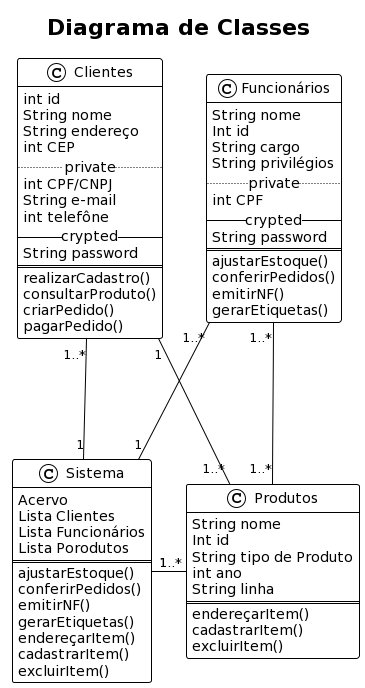 Diagrama de Classes
C Clientes
int id
String nome
String endereço
int CEP
private
int CPF/CNPJ
String e-mail
int telefône
crypted
String password
realizarCadastro()
consultarProduto()
criarPedido()
pagarPedido()
C Funcionários
String nome
Int id
String cargo
String privilégios
private
int CPF
crypted
String password
ajustarEstoque()
conferirPedidos()
emitirNF()
gerarEtiquetas()
1..*
1
1..*
1..*
1
1
1..*
1..*
C Sistema
Acervo
Lista Clientes
Lista Funcionários
Lista Porodutos
ajustarEstoque()
conferirPedidos()
emitirNF()
gerarEtiquetas()
endereçarItem()
cadastrarItem()
excluirItem()
1..*
C Produtos
String nome
Int id
String tipo de Produto
int ano
String linha
endereçarItem()
cadastrarItem()
excluirItem()